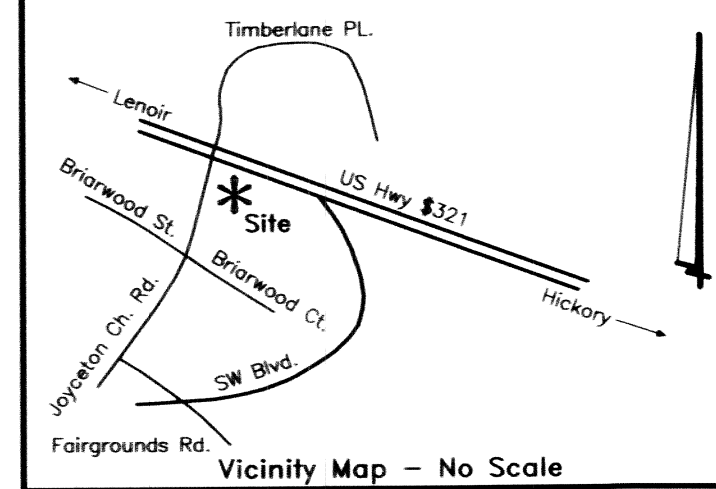 Timberlane PL.
Lenoir
US Hwy $321
Briarwood St.
Site
Briarwood Ct.
Hickory
Joyceton Ch. Rd.
SW Blvd.
Fairgrounds Rd.
Vicinity Map - No Scale